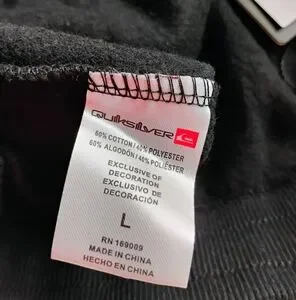 QUIKSILVER
60% COTTON/40% POLYESTER
60% ALGODÓN/40% POLIÉSTER
EXCLUSIVE OF
DECORATION
EXCLUSIVO DE
DECORACIÓN
L
RN 169009
MADE IN CHINA
HECHO EN CHINA